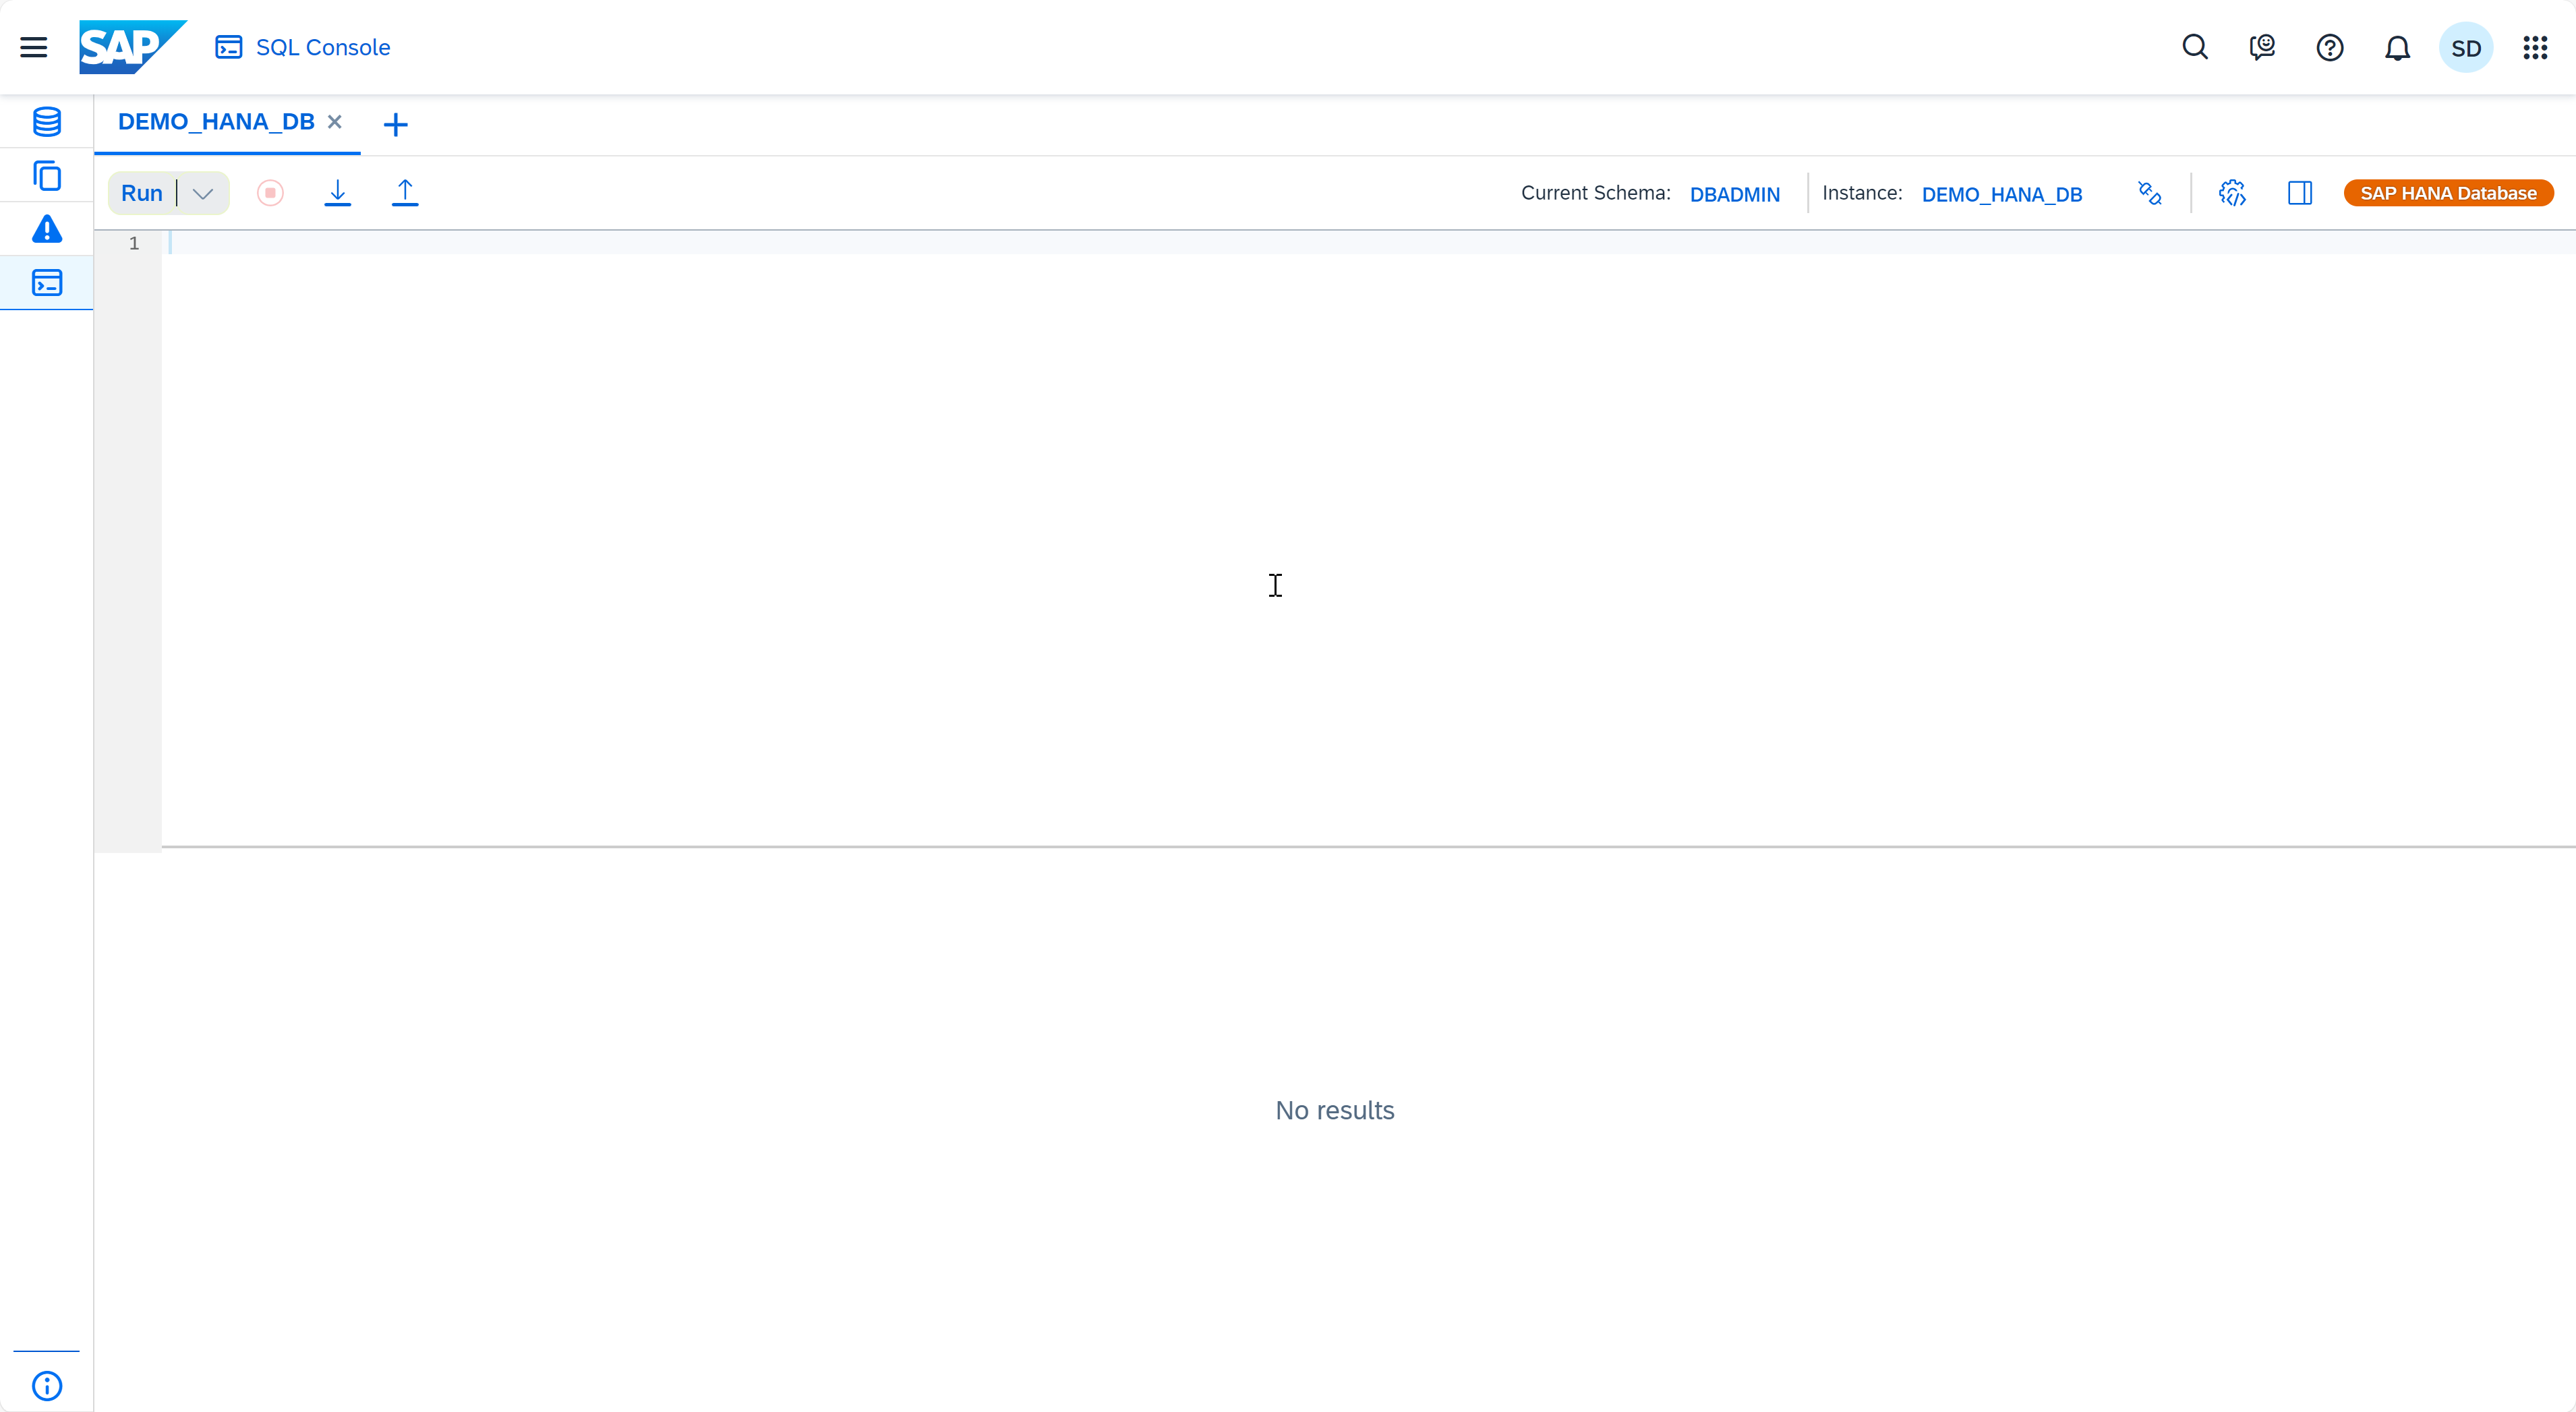 SAP SQL Console SD
DEMO_HANA_DB
Run Current Schema: DBADMIN Instance: DEMO_HANA_DB SAP HANA Database
1
No results